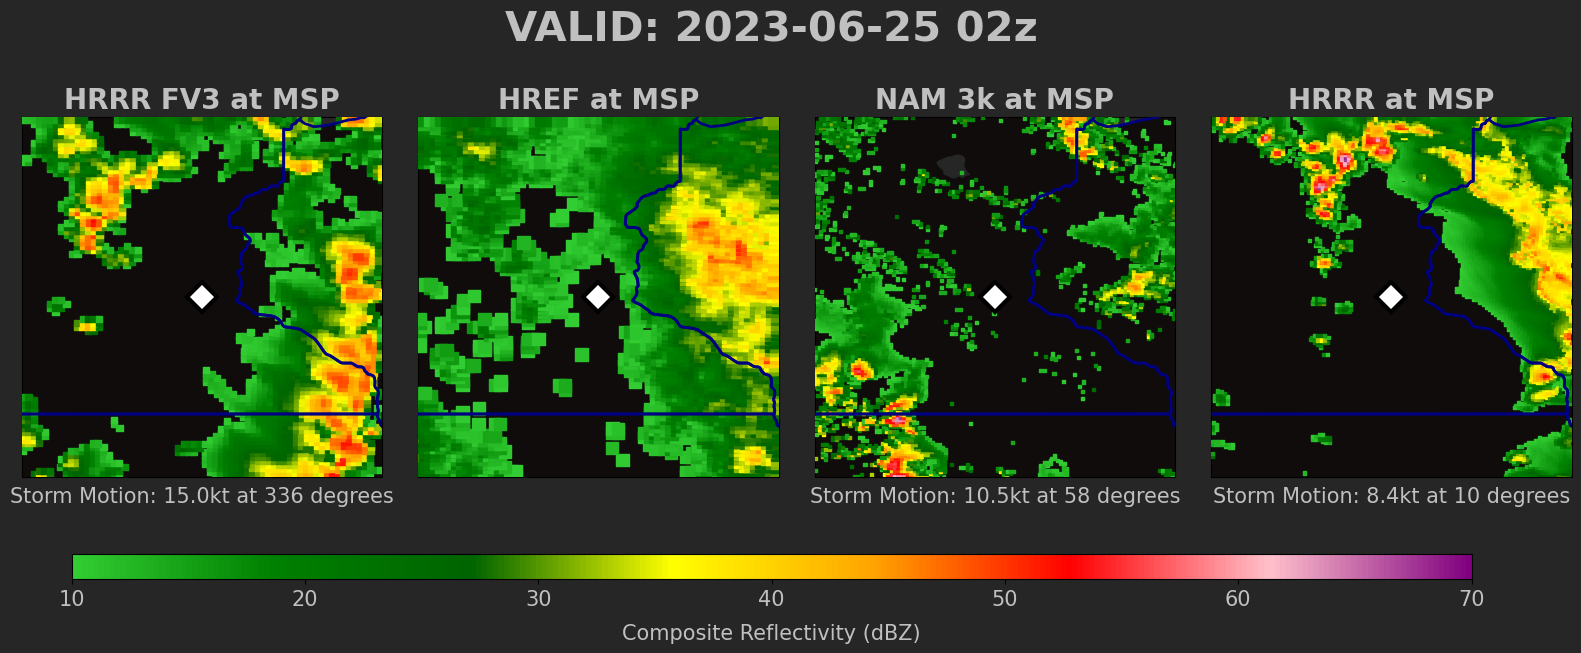 VALID: 2023-06-25 02z
HRRR FV3 at MSP
HREF at MSP
NAM 3k at MSP
HRRR at MSP
Storm Motion: 15.0kt at 336 degrees
Storm Motion: 10.5kt at 58 degrees
Storm Motion: 8.4kt at 10 degrees
10 20 30 40 50 60 70
Composite Reflectivity (dBZ)